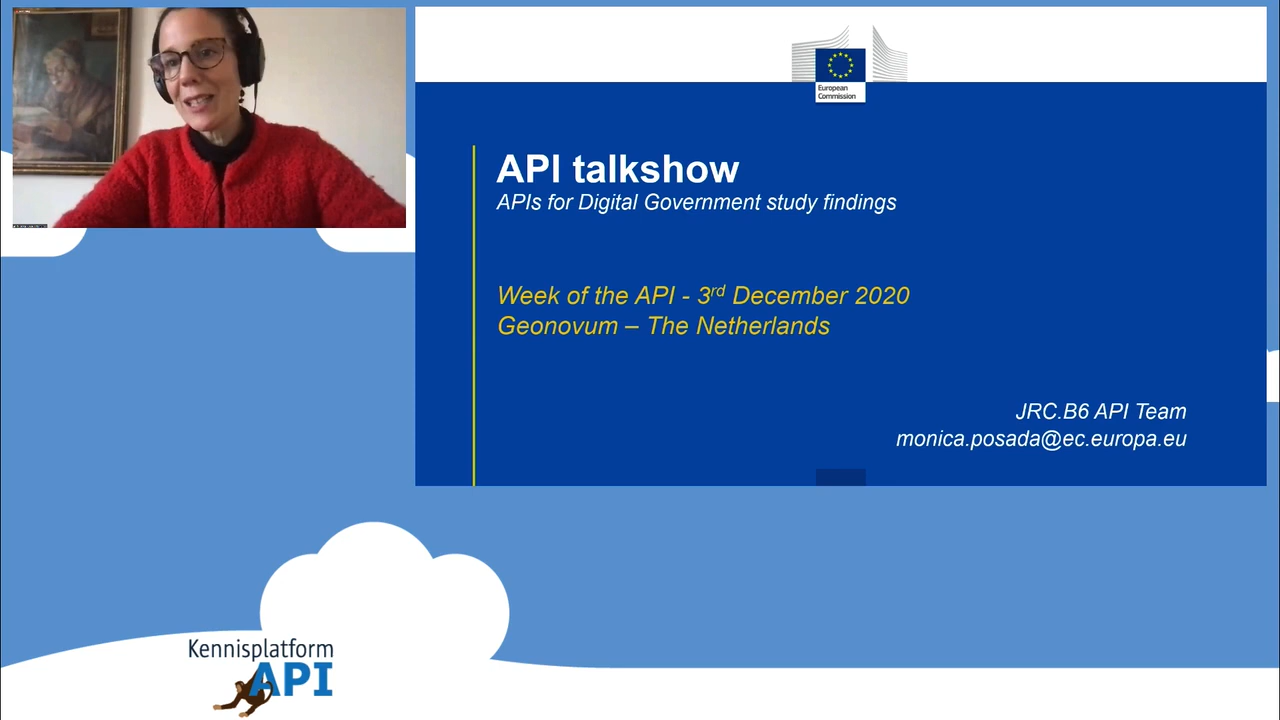 European
Commission
API talkshow
APIs for Digital Government study findings
Week of the API - 3rd December 2020
Geonovum – The Netherlands
JRC.B6 API Team
monica.posada@ec.europa.eu
Kennisplatform
API